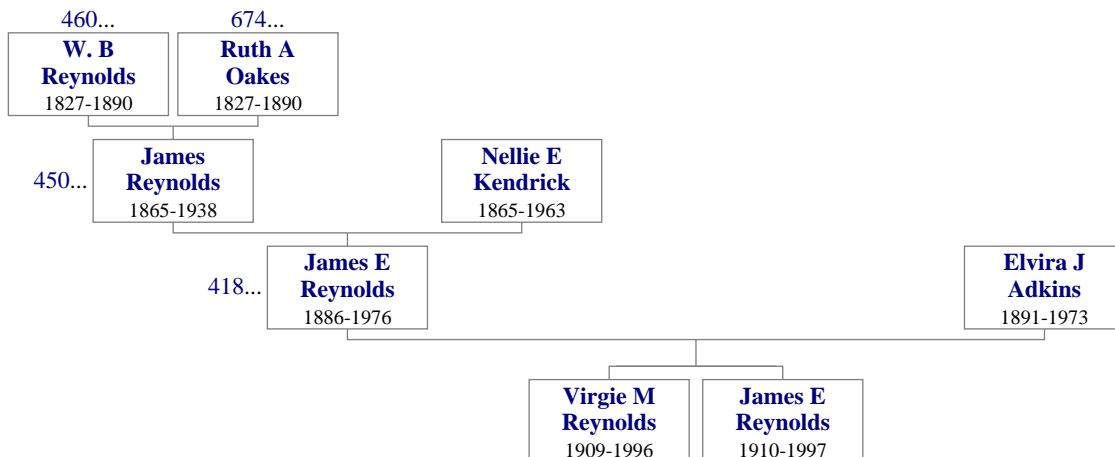 460...
674...
W. B
Reynolds
1827-1890
Ruth A
Oakes
1827-1890
450...
James
Reynolds
1865-1938
Nellie E
Kendrick
1865-1963
418...
James E
Reynolds
1886-1976
Elvira J
Adkins
1891-1973
Virgie M
Reynolds
1909-1996
James E
Reynolds
1910-1997